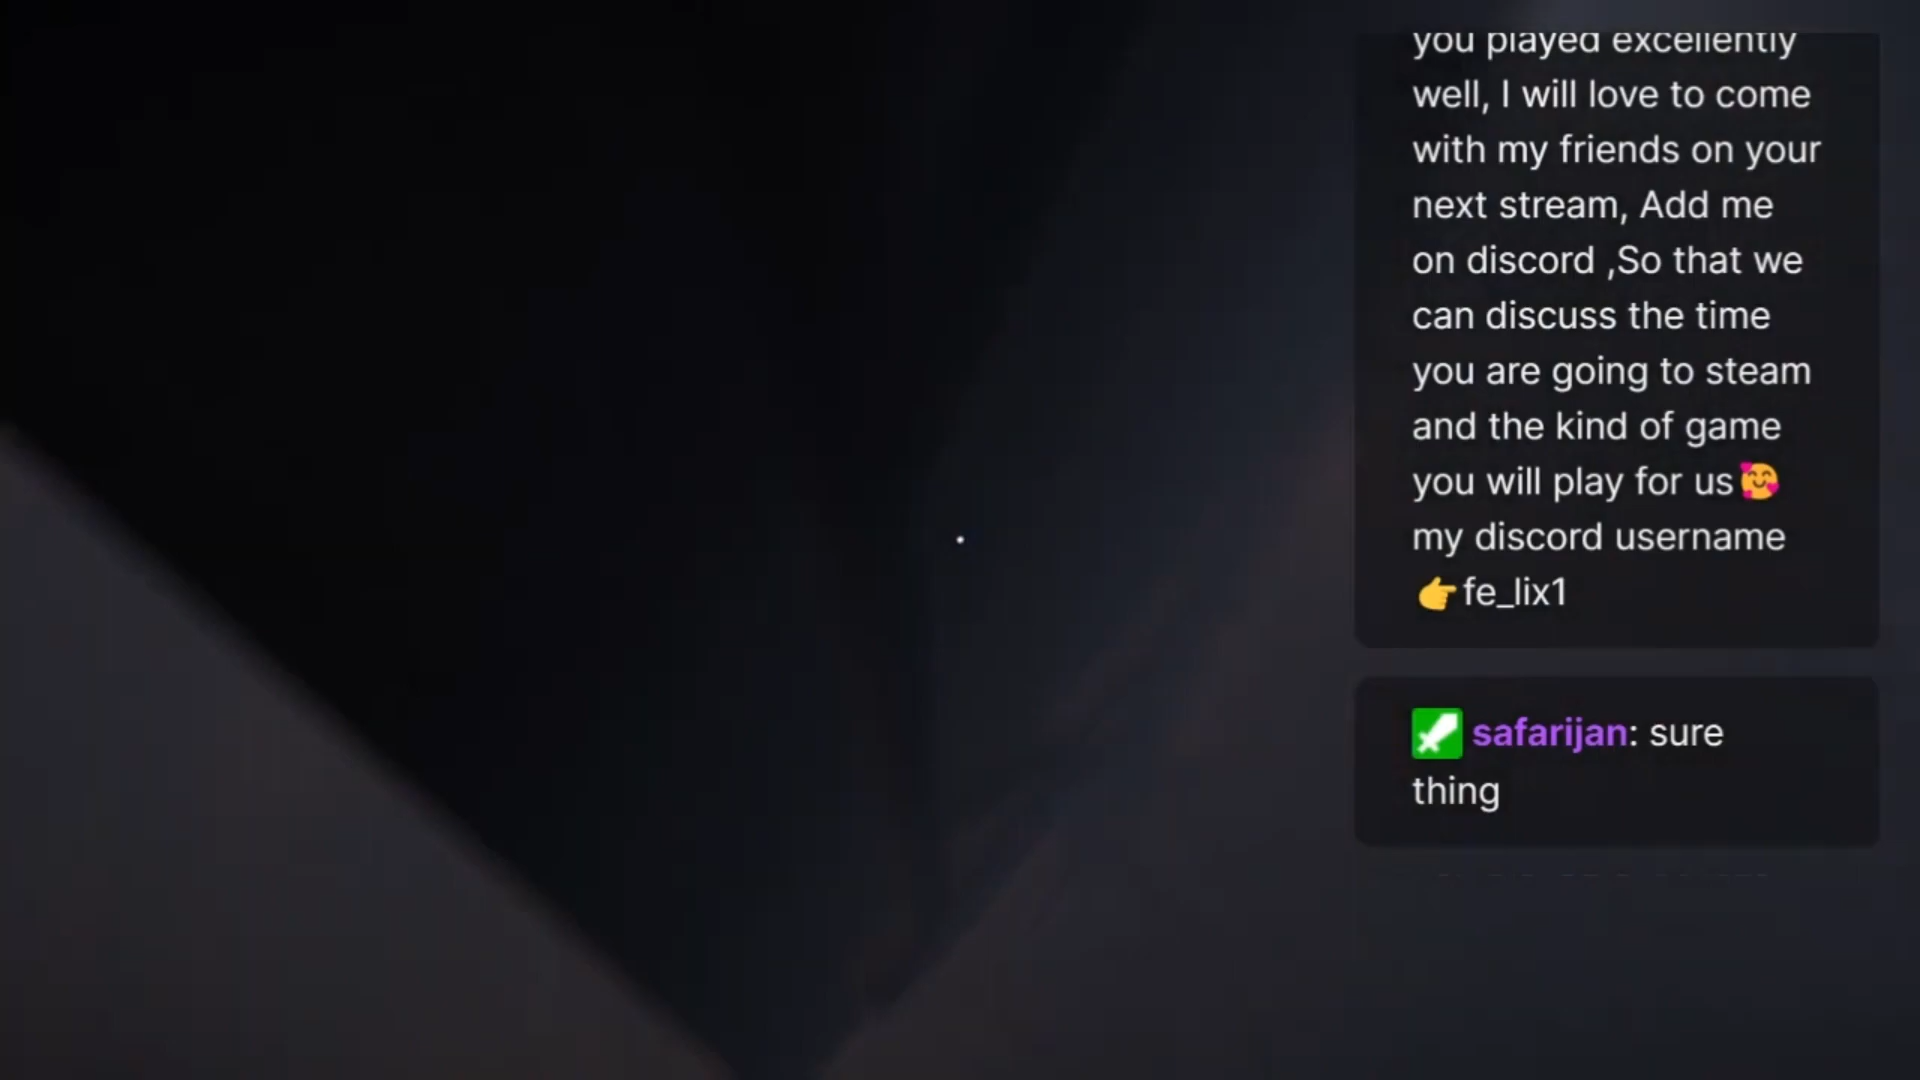 you played excellently
well, I will love to come
with my friends on your
next stream, Add me
on discord ,So that we
can discuss the time
you are going to steam
and the kind of game
you will play for us🥰
my discord username
👉fe_lix1
safarijan: sure
thing